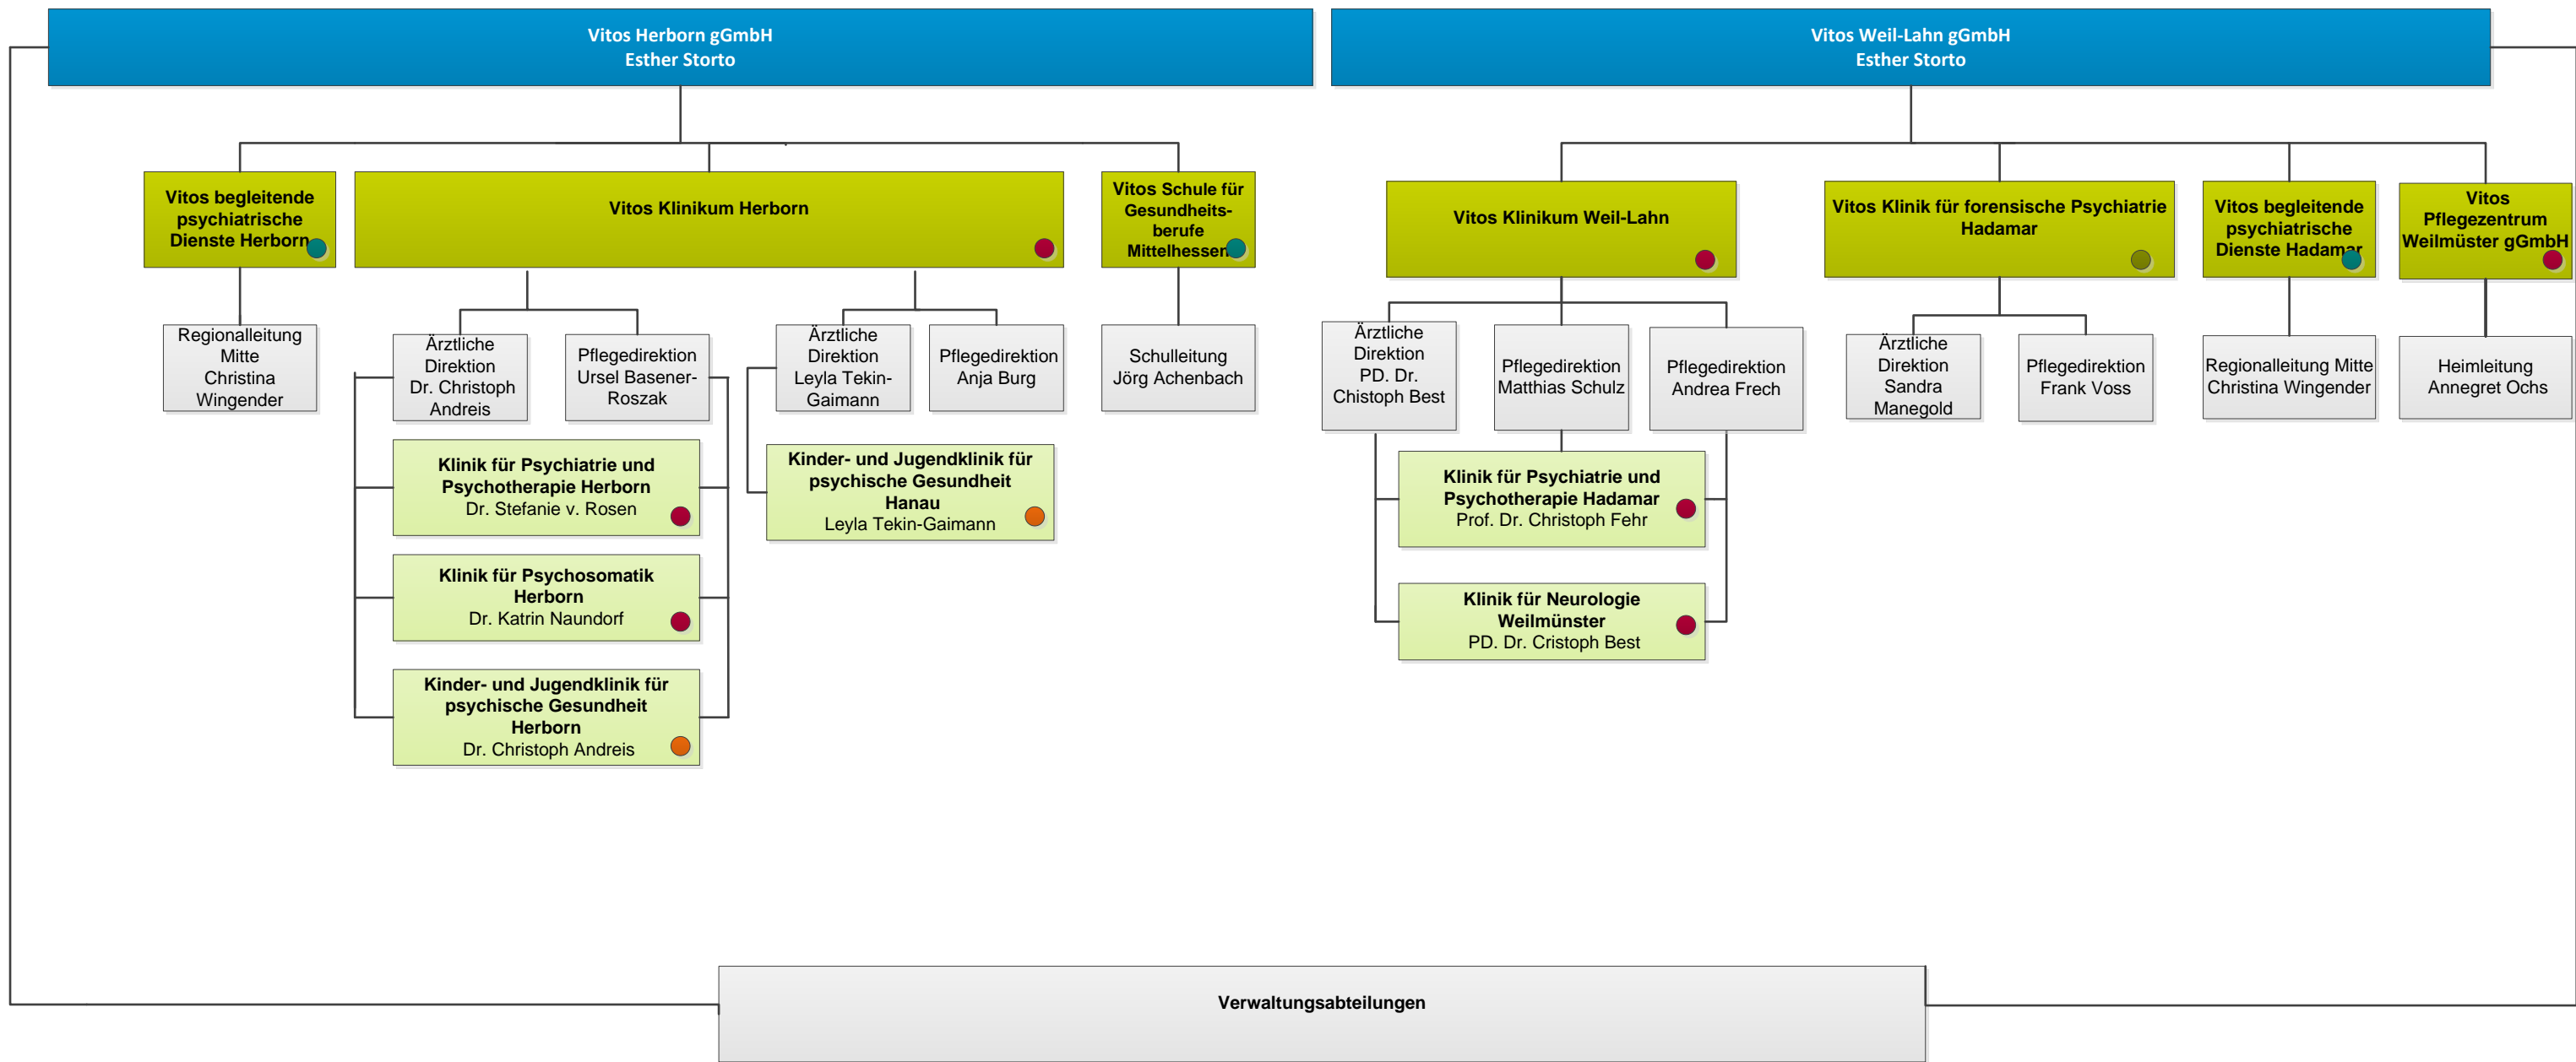 Vitos Herborn gGmbH
Esther Storto
Vitos Weil-Lahn gGmbH
Esther Storto
Vitos begleitende
psychiatrische
Dienste Herborn
Vitos Klinikum Herborn
Vitos Schule für
Gesundheits-
berufe
Mittelhessen
Vitos Klinikum Weil-Lahn
Vitos Klinik für forensische Psychiatrie
Hadamar
Vitos begleitende
psychiatrische
Dienste Hadamar
Vitos
Pflegezentrum
Weilmüster gGmbH
Regionalleitung
Mitte
Christina
Wingender
Ärztliche
Direktion
Dr. Christoph
Andreis
Pflegedirektion
Ursel Basener-
Roszak
Ärztliche
Direktion
Leyla Tekin-
Gaimann
Pflegedirektion
Anja Burg
Schulleitung
Jörg Achenbach
Ärztliche
Direktion
PD. Dr.
Chistoph Best
Pflegedirektion
Matthias Schulz
Pflegedirektion
Andrea Frech
Ärztliche
Direktion
Sandra
Manegold
Pflegedirektion
Frank Voss
Regionalleitung Mitte
Christina Wingender
Heimleitung
Annegret Ochs
Klinik für Psychiatrie und
Psychotherapie Herborn
Dr. Stefanie v. Rosen
Kinder- und Jugendklinik für
psychische Gesundheit
Hanau
Leyla Tekin-Gaimann
Klinik für Psychiatrie und
Psychotherapie Hadamar
Prof. Dr. Christoph Fehr
Klinik für Psychosomatik
Herborn
Dr. Katrin Naundorf
Klinik für Neurologie
Weilmünster
PD. Dr. Cristoph Best
Kinder- und Jugendklinik für
psychische Gesundheit
Herborn
Dr. Christoph Andreis
Verwaltungsabteilungen